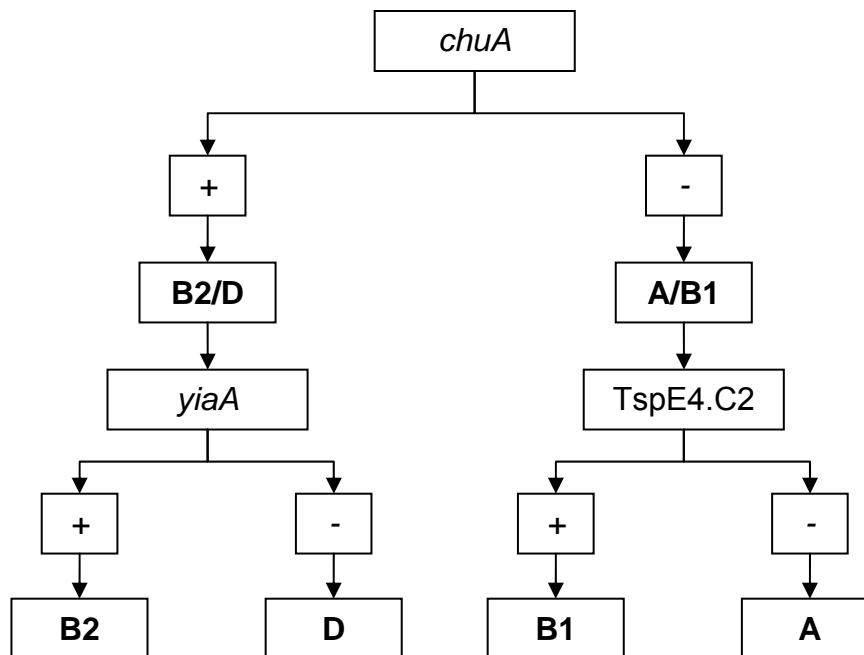 chuA
+ -
B2/D A/B1
yiaA TspE4.C2
+ - + -
B2 D B1 A